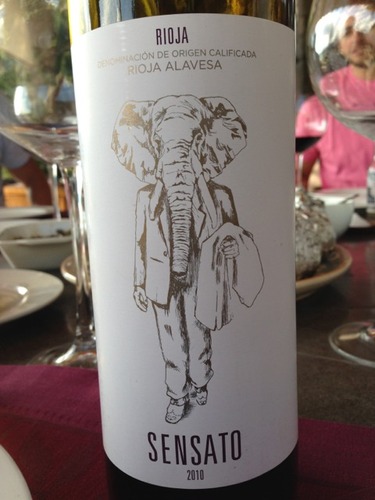 RIOJA
DENOMINACIÓN DE ORIGEN CALIFICADA
RIOJA ALAVESA
SENSATO
2010